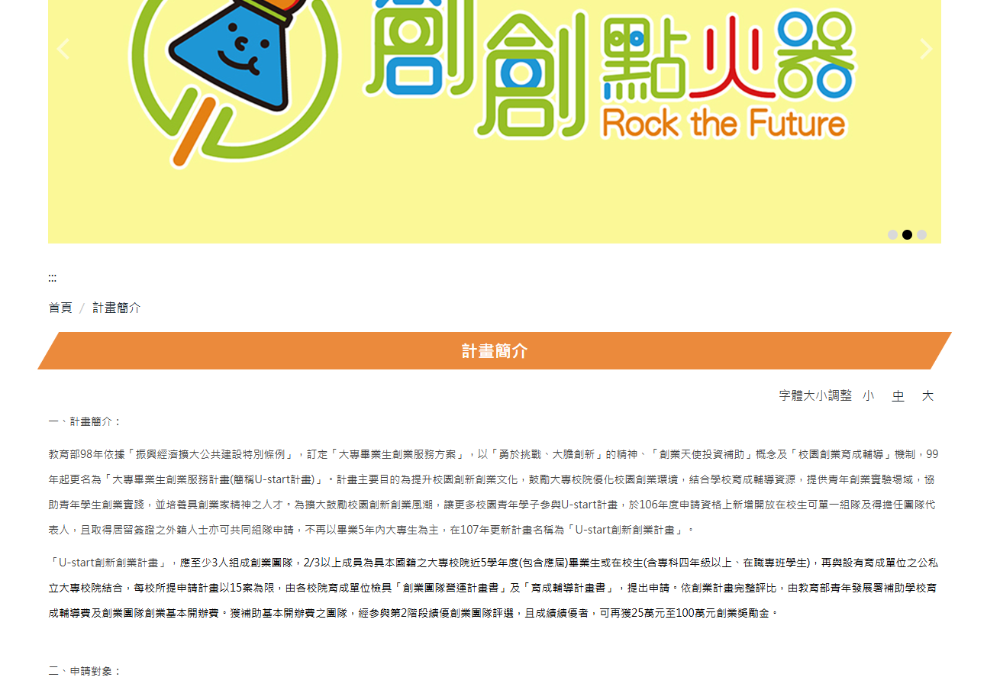 創創點火器
Rock the Future
:::
首頁 / 計畫簡介
計畫簡介
字體大小調整 小 中 大
一、計畫簡介：
教育部98年依據「振興經濟擴大公共建設特別條例」，訂定「大專畢業生創業服務方案」，以「勇於挑戰、大膽創新」的精神、「創業天使投資補助」概念及「校園創業育成輔導」機制，99
年起更名為「大專畢業生創業服務計畫(簡稱U-start計畫)」。計畫主要目的為提升校園創新創業文化，鼓勵大專校院優化校園創業環境，結合學校育成輔導資源，提供青年創業實驗場域，協
助青年學生創業實踐，並培養具創業家精神之人才。為擴大鼓勵校園創新創業風潮，讓更多校園青年學子參與U-start計畫，於106年度申請資格上新增開放在校生可單一組隊及得擔任團隊代
表人，且取得居留簽證之外籍人士亦可共同組隊申請，不再以畢業5年內大專生為主，在107年更新計畫名稱為「U-start創新創業計畫」。
「U-start創新創業計畫」，應至少3人組成創業團隊，2/3以上成員為具本國籍之大專校院近5學年度(包含應屆)畢業生或在校生(含專科四年級以上、在職專班學生)，再與設有育成單位之公私
立大專校院結合，每校所提申請計畫以15案為限，由各校院育成單位檢具「創業團隊營運計畫書」及「育成輔導計畫書」，提出申請。依創業計畫完整評比，由教育部青年發展署補助學校育
成輔導費及創業團隊創業基本開辦費。獲補助基本開辦費之團隊，經參與第2階段績優創業團隊評選，且成績績優者，可再獲25萬元至100萬元創業獎勵金。
二、申請對象：